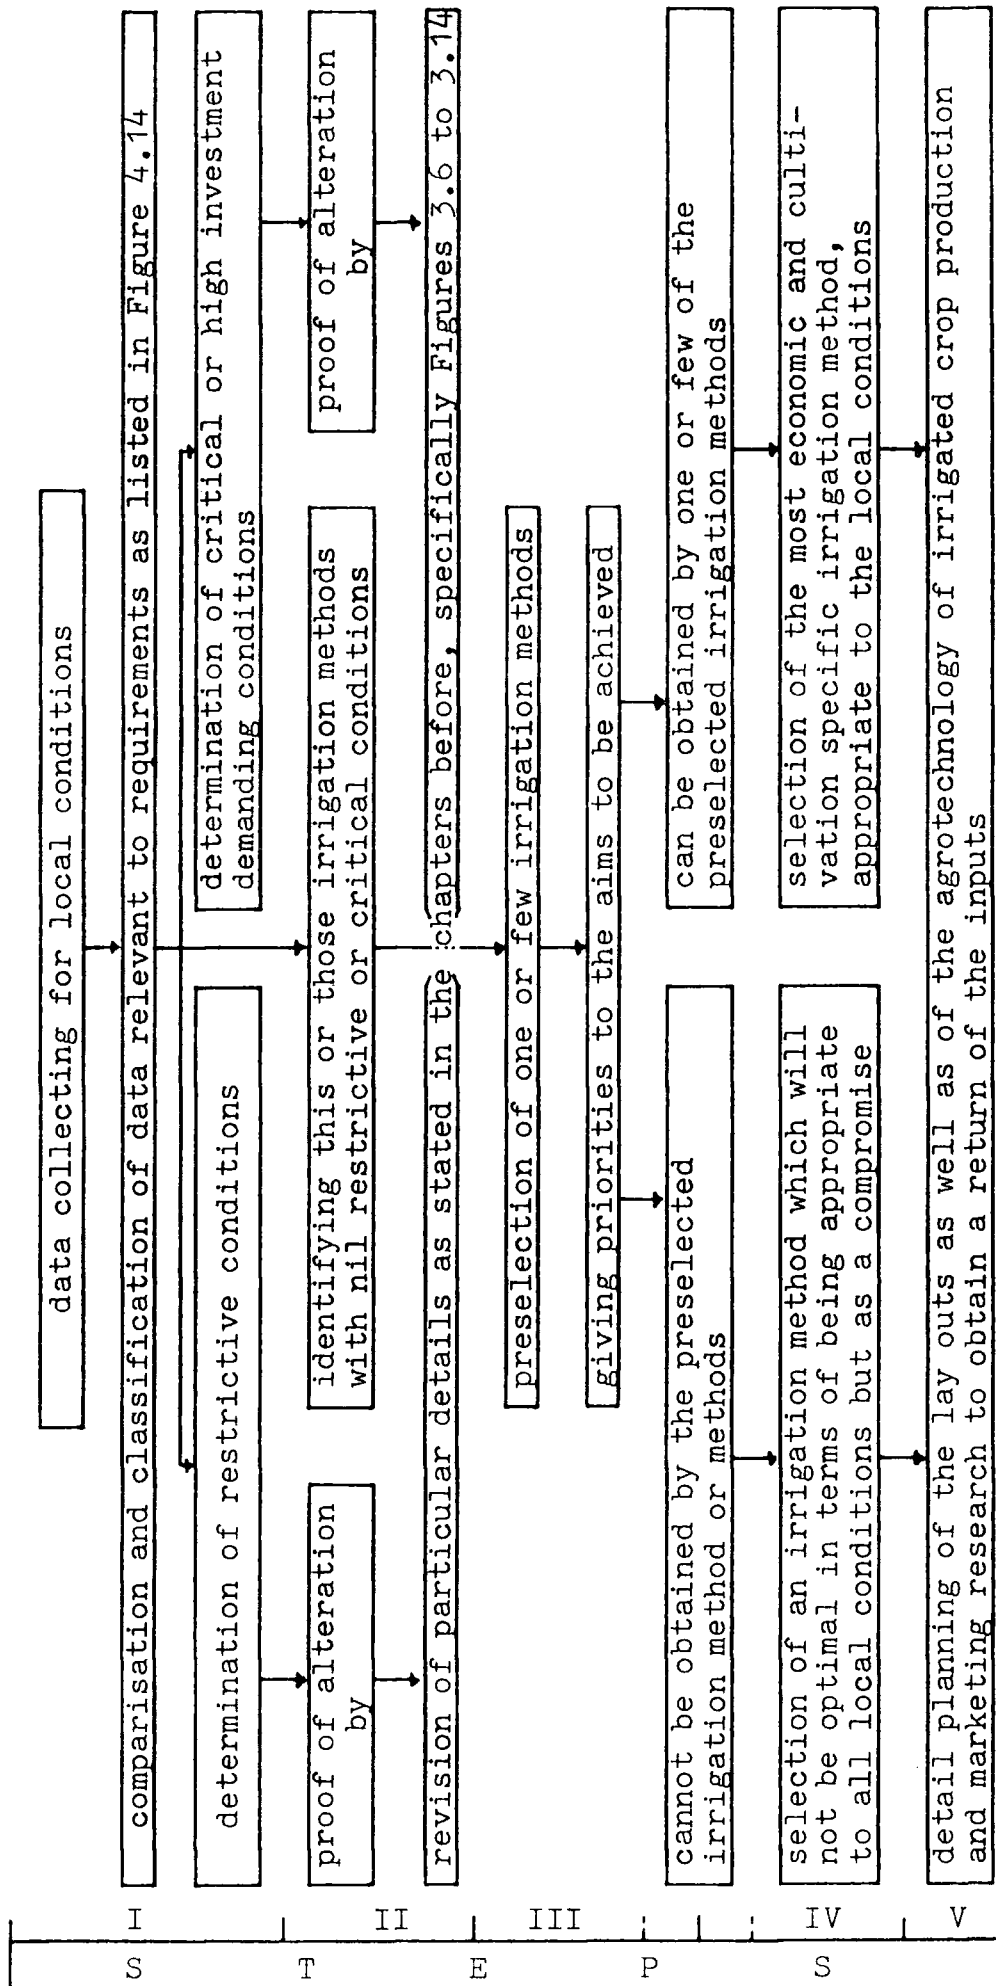 data collecting for local conditions
comparisation and classification of data relevant to requirements as listed in Figure 4.14
determination of restrictive conditions
determination of critical or high investment
demanding conditions
proof of alteration
by
identifying this or those irrigation methods
with nil restrictive or critical conditions
proof of alteration
by
revision of particular details as stated in the chapters before, specifically Figures 3.6 to 3.14
preselection of one or few irrigation methods
giving priorities to the aims to be achieved
cannot be obtained by the preselected
irrigation method or methods
can be obtained by one or few of the
preselected irrigation methods
selection of an irrigation method which will
not be optimal in terms of being appropriate
to all local conditions but as a compromise
selection of the most economic and culti-
vation specific irrigation method,
appropriate to the local conditions
detail planning of the lay outs as well as of the agrotechnology of irrigated crop production
and marketing research to obtain a return of the inputs
I II III IV V
S T E P S